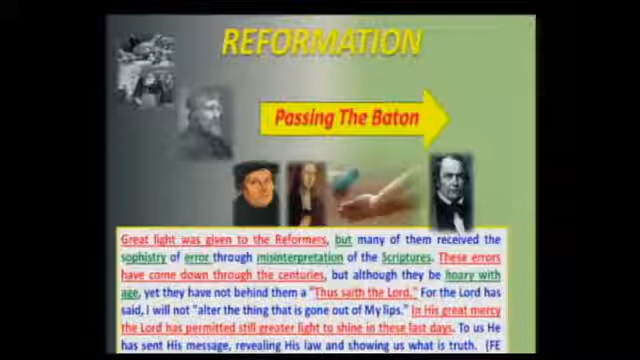 REFORMATION
Passing The Baton
Great light was given to the Reformers, but many of them received the
sophistry of error through misinterpretation of the Scriptures. These errors
have come down through the centuries, but although they be hoary with
age, yet they have not behind them a "Thus saith the Lord." For the Lord has
said, I will not "alter the thing that is gone out of My lips." In His great mercy
the Lord has permitted still greater light to shine in these last days. To us He
has sent His message, revealing His law and showing us what is truth. {FE